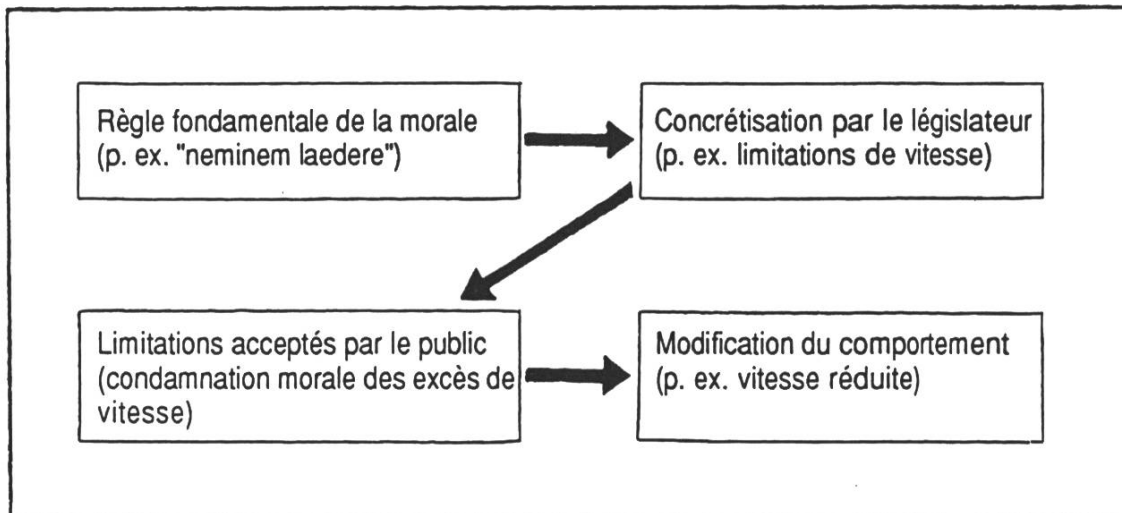 Règle fondamentale de la morale
(p. ex. "neminem laedere")
Concrétisation par le législateur
(p. ex. limitations de vitesse)
Limitations acceptés par le public
(condamnation morale des excès de
vitesse)
Modification du comportement
(p. ex. vitesse réduite)